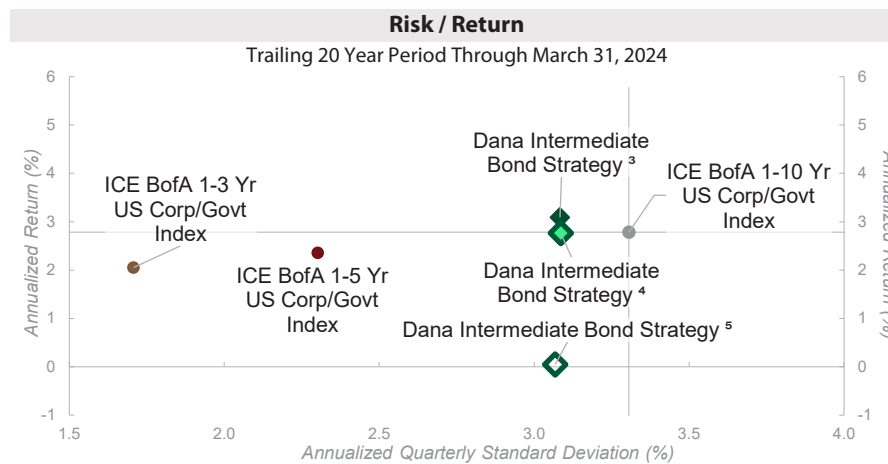 Risk / Return
Trailing 20 Year Period Through March 31, 2024
Annualized Return (%)
6
5
4
3
2
1
0
-1
ICE BofA 1-3 Yr
US Corp/Govt
Index
ICE BofA 1-5 Yr
US Corp/Govt
Index
Dana Intermediate
Bond Strategy ³
ICE BofA 1-10 Yr
US Corp/Govt
Index
Dana Intermediate
Bond Strategy ⁴
Dana Intermediate Bond Strategy ⁵
6
5
4
3
2
1
0
-1
Annualized Return (%)
1.5 2.0 2.5 3.0 3.5 4.0
Annualized Quarterly Standard Deviation (%)